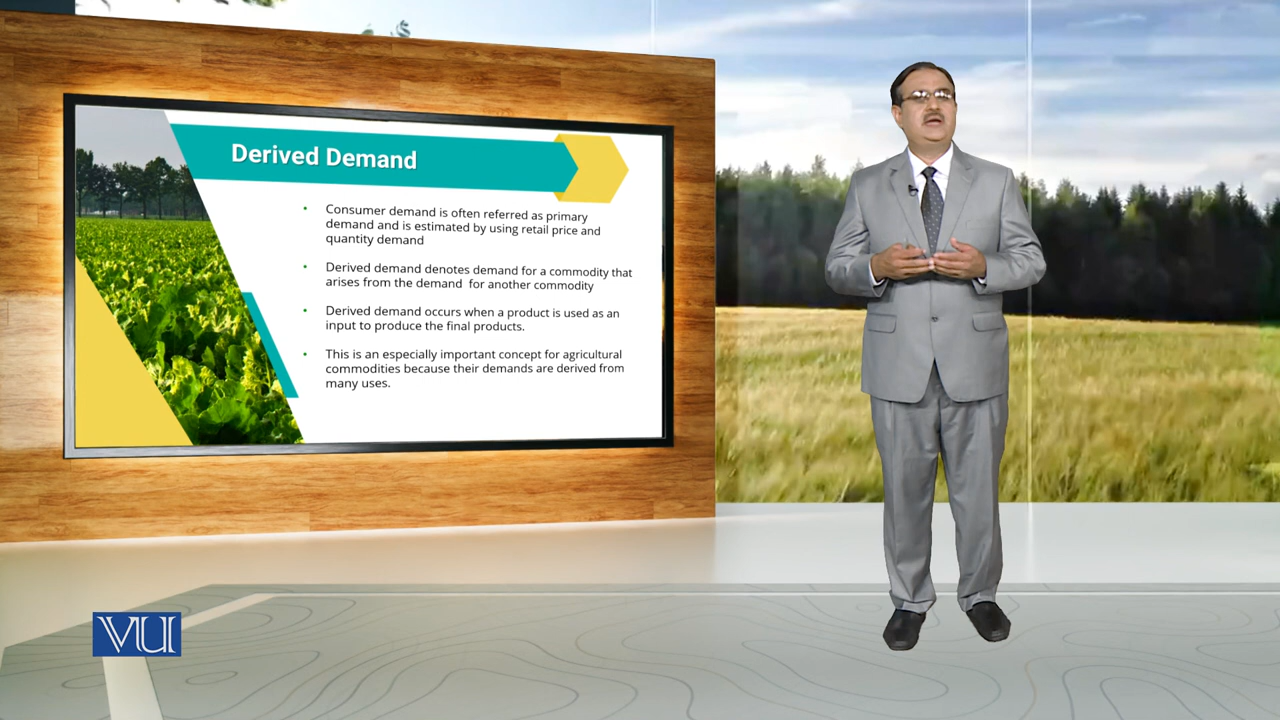 Derived Demand
• Consumer demand is often referred as primary
demand and is estimated by using retail price and
quantity demand
• Derived demand denotes demand for a commodity that
arises from the demand for another commodity
• Derived demand occurs when a product is used as an
input to produce the final products.
• This is an especially important concept for agricultural
commodities because their demands are derived from
many uses.
VU